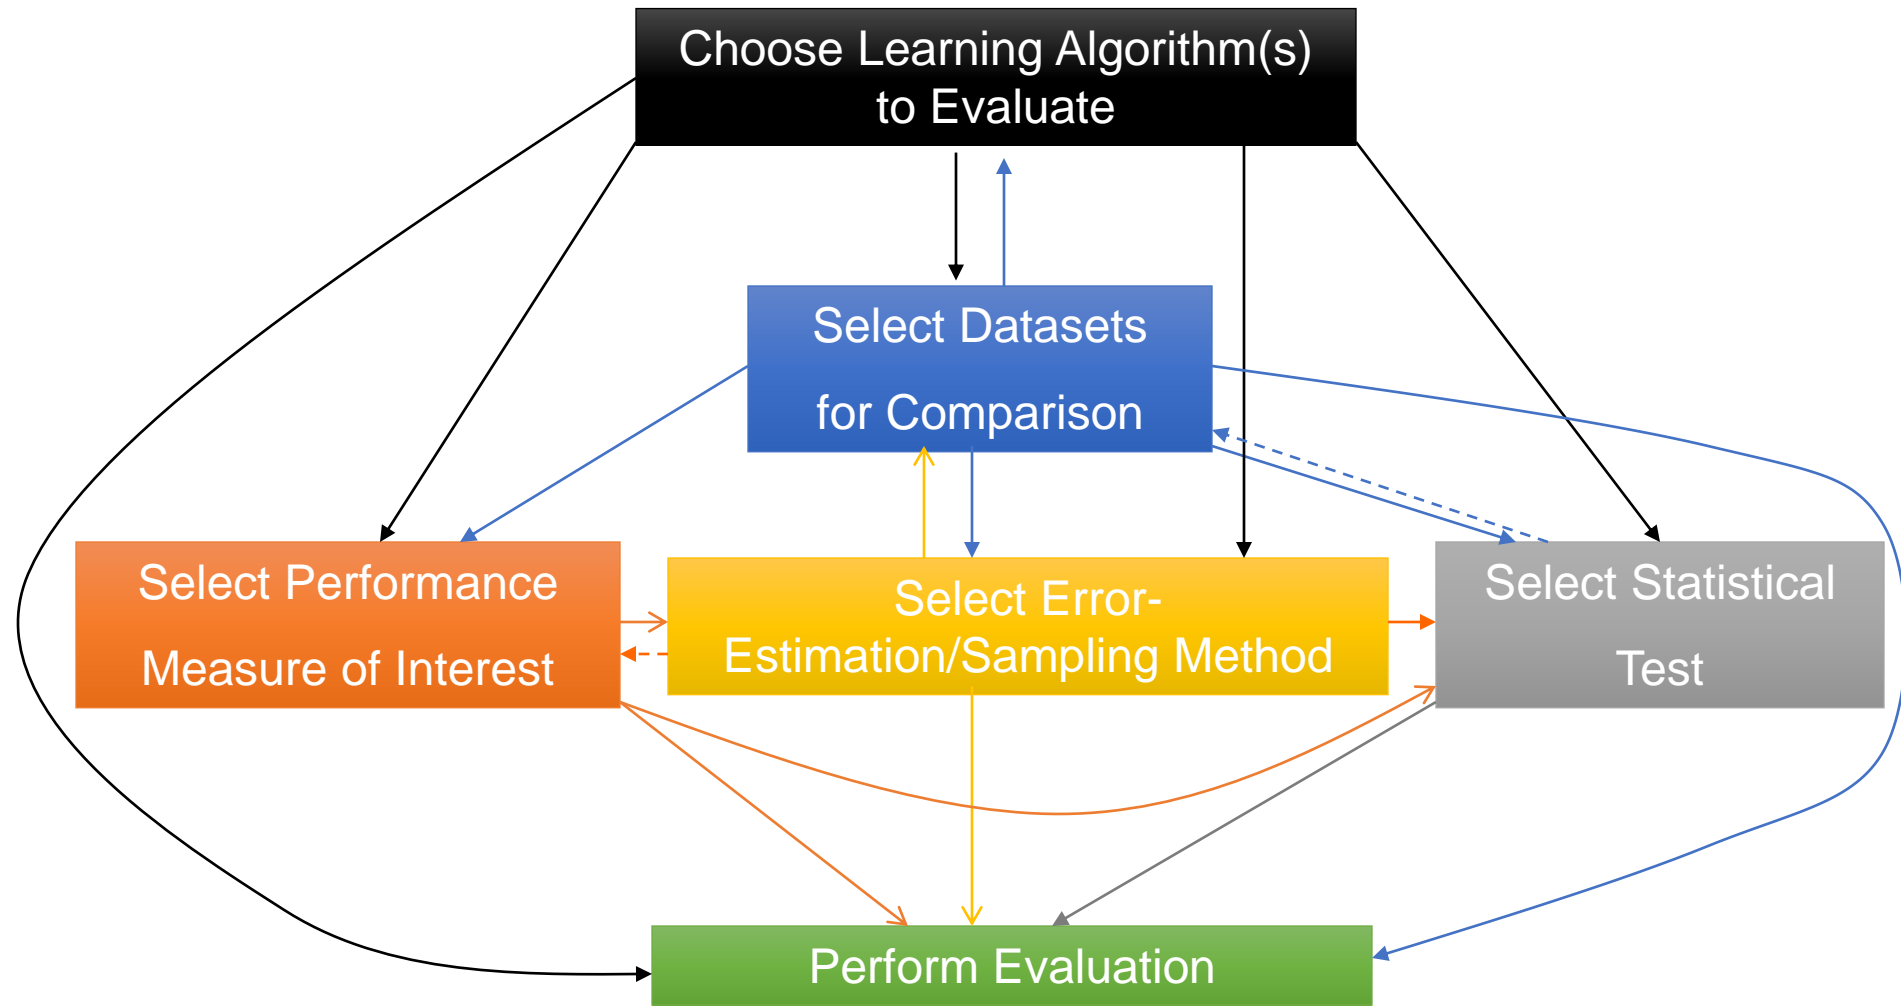 Choose Learning Algorithm(s)
to Evaluate
Select Datasets
for Comparison
Select Performance
Measure of Interest
Select Error-
Estimation/Sampling Method
Select Statistical
Test
Perform Evaluation